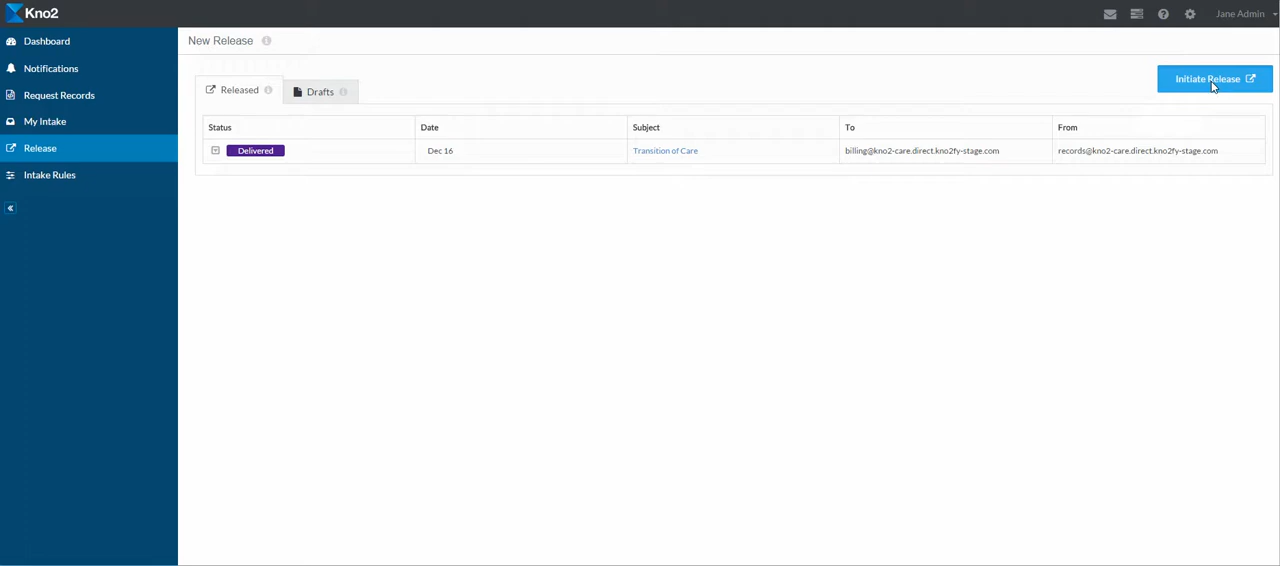 Kno2
Jane Admin
Dashboard
Notifications
Request Records
My Intake
Release
Intake Rules
New Release
Released
Drafts
Initiate Release
Status Date Subject To From
Delivered Dec 16 Transition of Care billing@kno2-care.direct.kno2fy-stage.com records@kno2-care.direct.kno2fy-stage.com